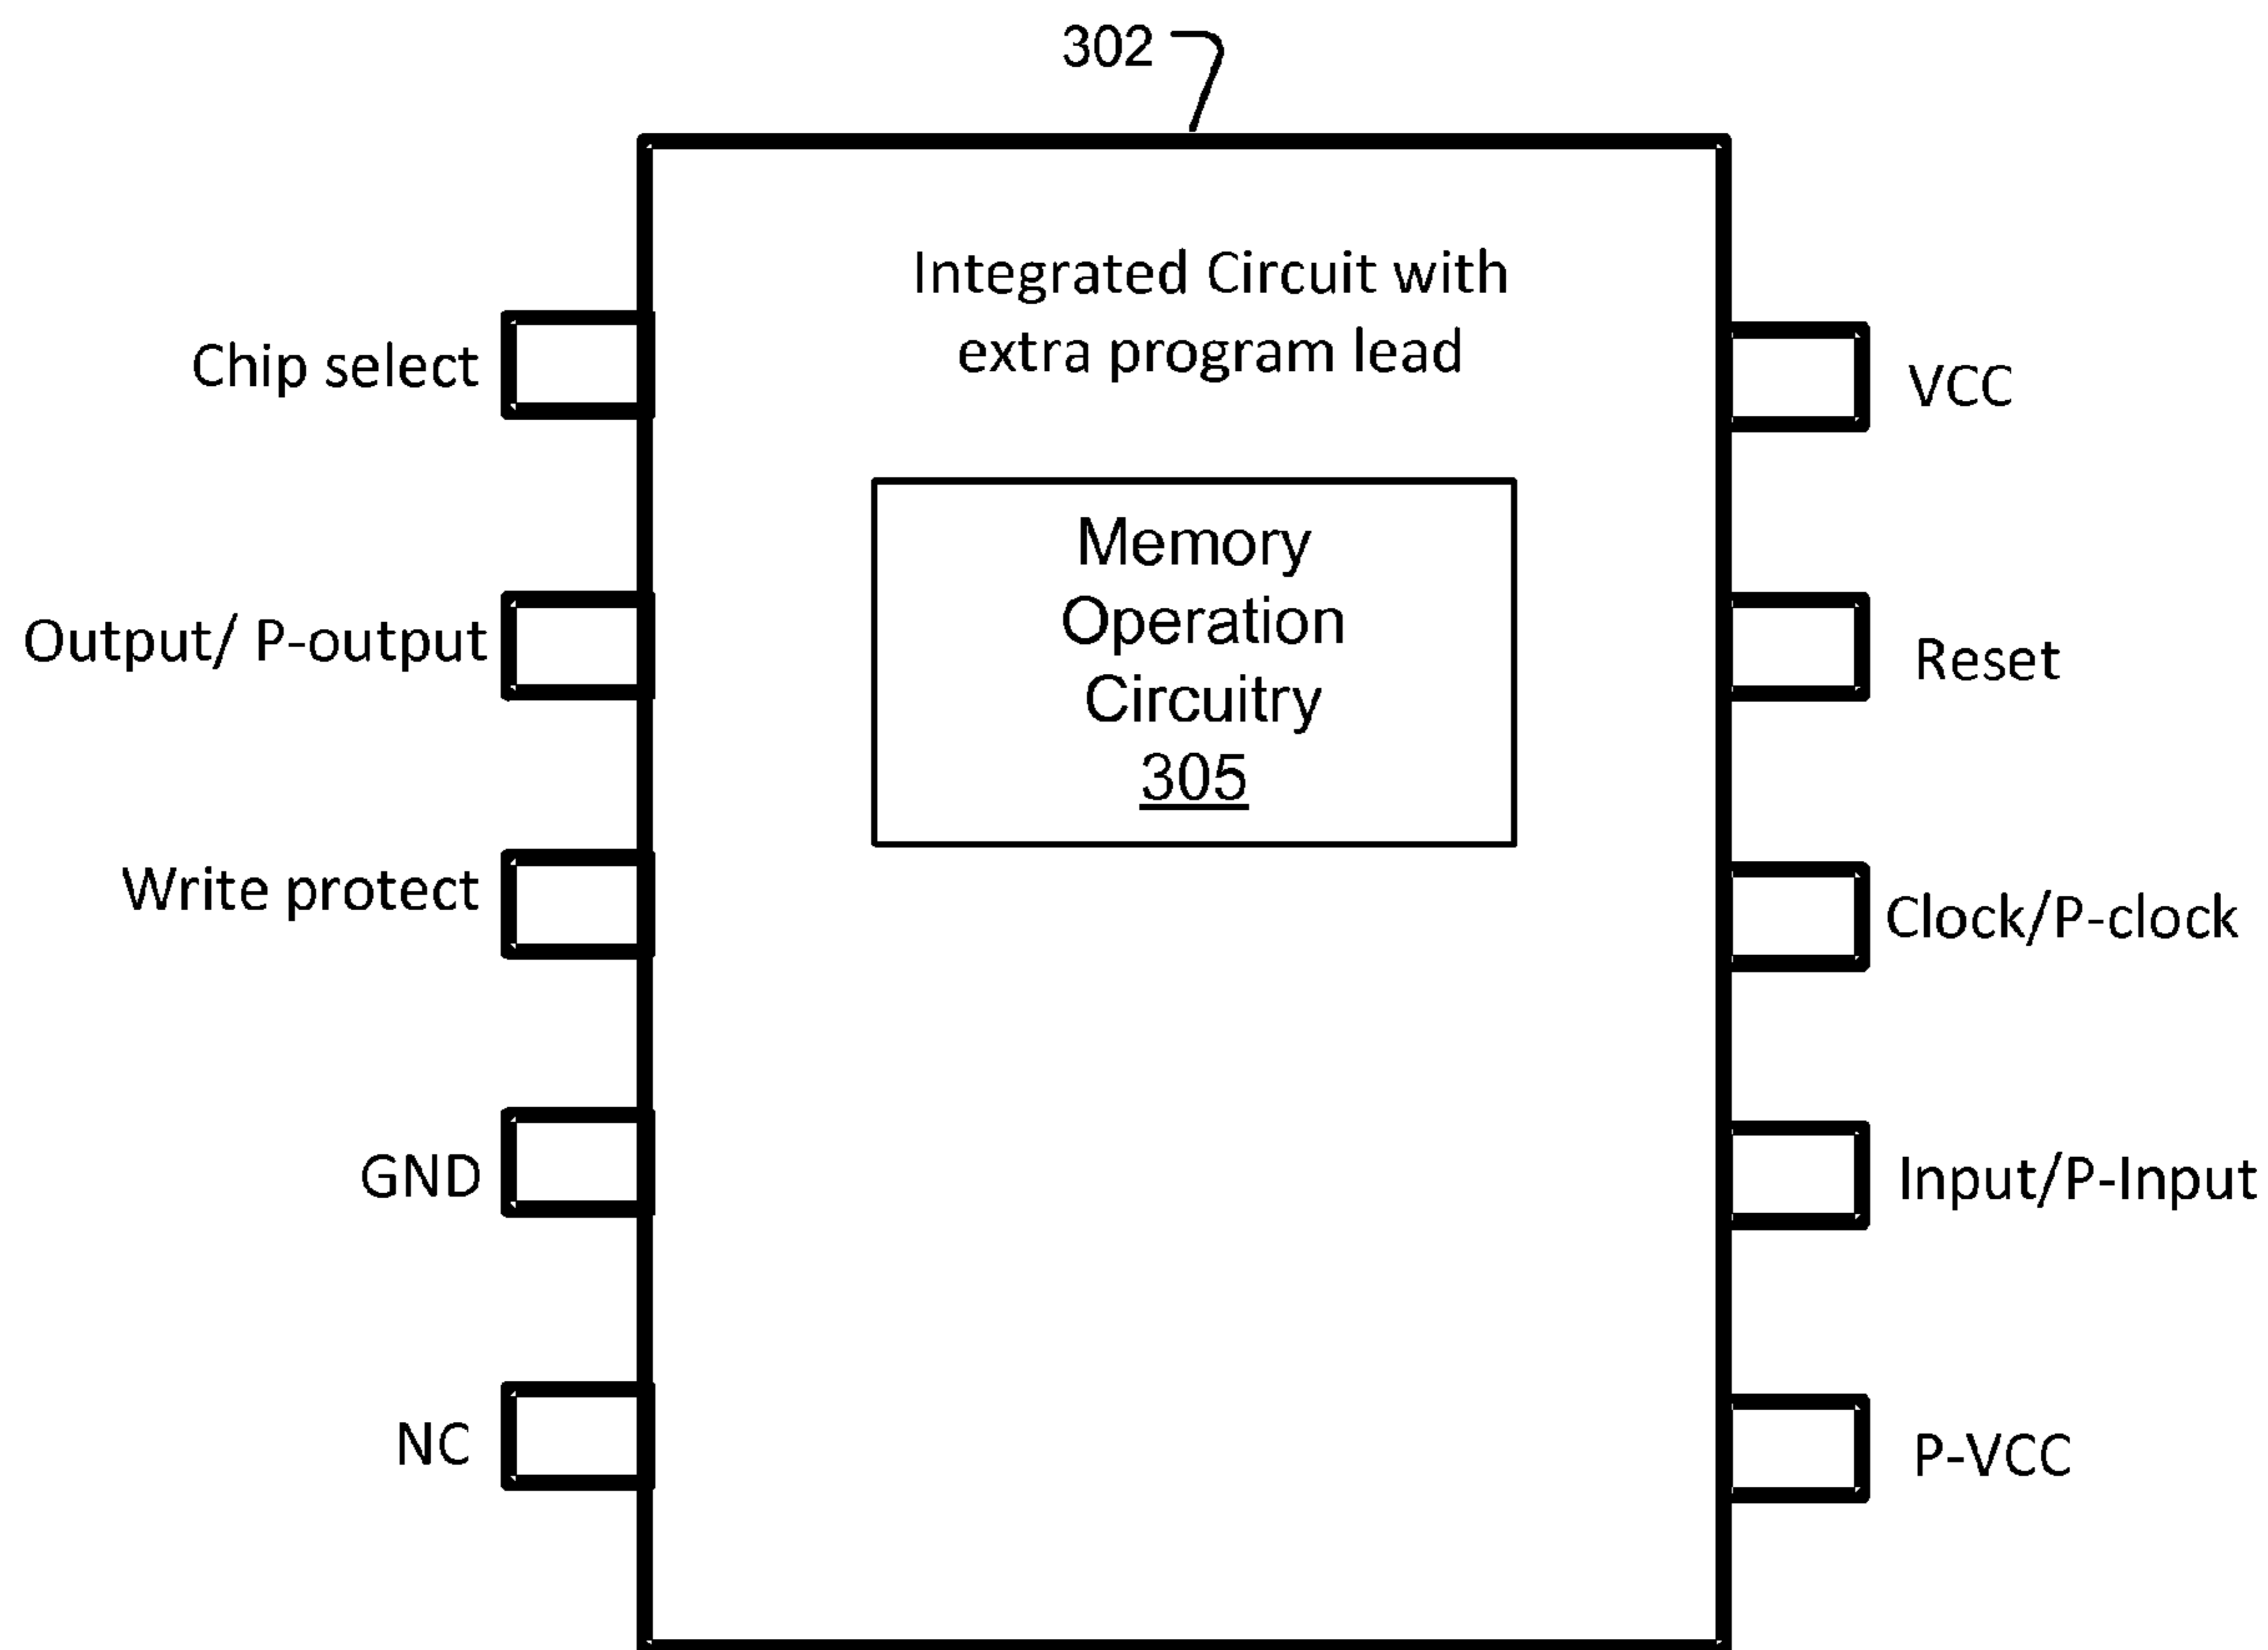 302
Integrated Circuit with
extra program lead
Chip select
VCC
Memory
Operation
Circuitry
305
Output/ P-output
Reset
Write protect
Clock/P-clock
GND
Input/P-Input
NC
P-VCC